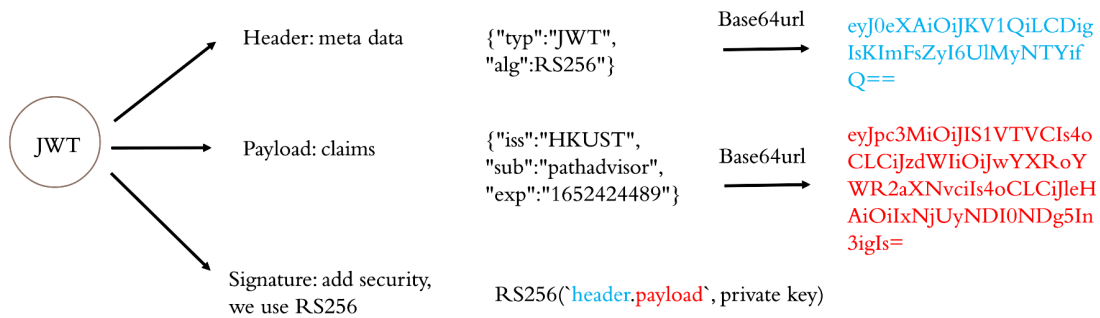 JWT
Header: meta data
{"typ":"JWT",
"alg":RS256"}
Base64url
eyJ0eXAiOiJKV1QiLCDig
IsKImFsZyI6UlMyNTYif
Q==
Payload: claims
{"iss":"HKUST",
"sub":"pathadvisor",
"exp":"1652424489"}
Base64url
eyJpc3MiOiJIS1VTVCIs4o
CLCiJzdWIiOiJwYXRoY
WR2aXNvciIs4oCLCiJleH
AiOiIxNjUyNDI0NDg5In
3igIs=
Signature: add security,
we use RS256
RS256(`header.payload`, private key)